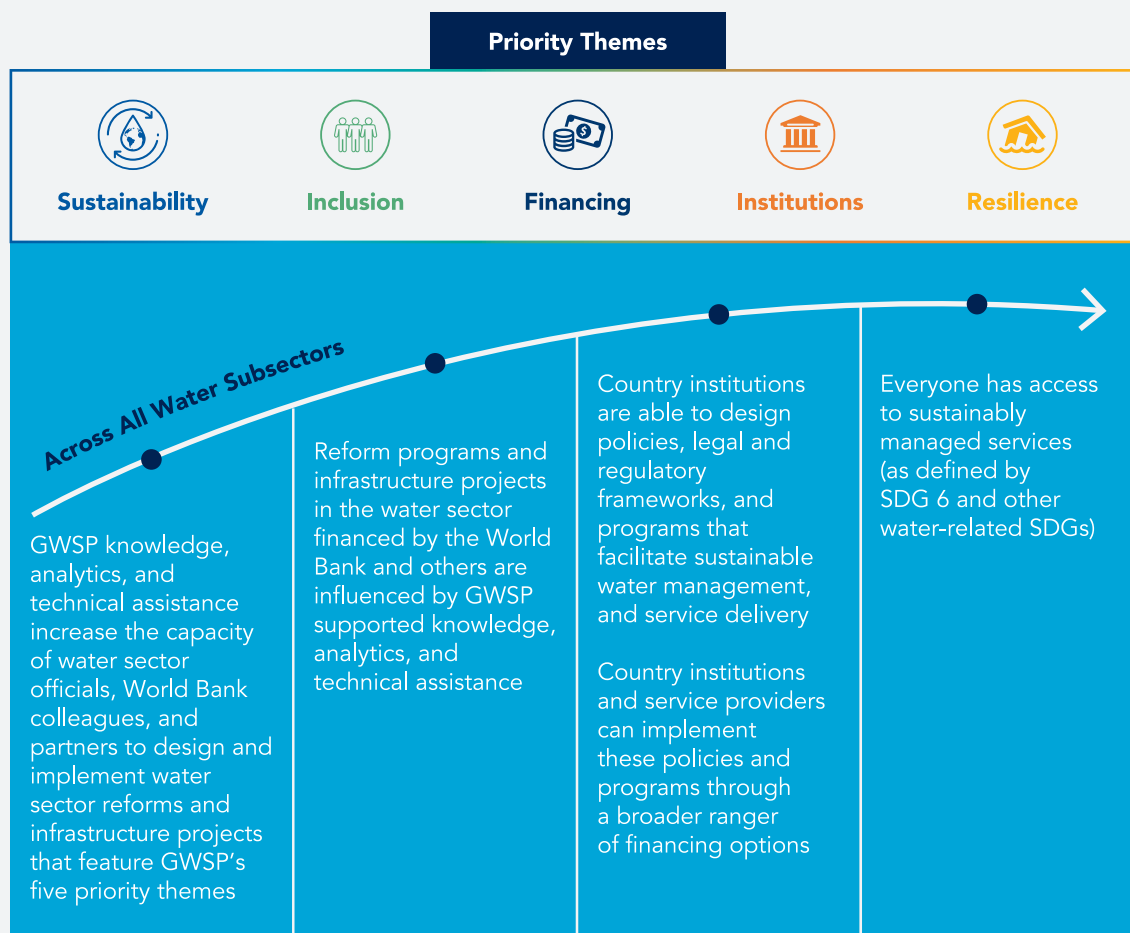 Priority Themes
Sustainability
Inclusion
Financing
Institutions
Resilience
Across All Water Subsectors
GWSP knowledge,
analytics, and
technical assistance
increase the capacity
of water sector
officials, World Bank
colleagues, and
partners to design and
implement water
sector reforms and
infrastructure projects
that feature GWSP's
five priority themes
Reform programs and
infrastructure projects
in the water sector
financed by the World
Bank and others are
influenced by GWSP
supported knowledge,
analytics, and
technical assistance
Country institutions
are able to design
policies, legal and
regulatory
frameworks, and
programs that
facilitate sustainable
water management,
and service delivery
Country institutions
and service providers
can implement
these policies and
programs through
a broader ranger
of financing options
Everyone has access
to sustainably
managed services
(as defined by
SDG 6 and other
water-related SDGs)